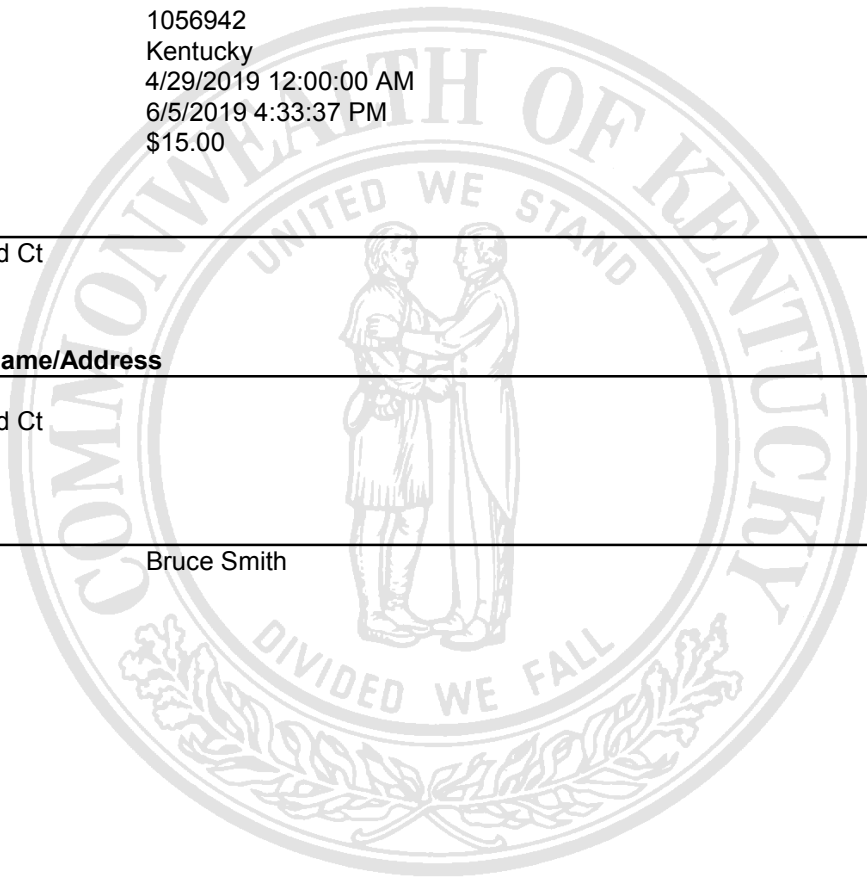 1056942
Kentucky
4/29/2019 12:00:00 AM
6/5/2019 4:33:37 PM
$15.00
d Ct
ame/Address
d Ct
Bruce Smith
COMMONWEALTH OF KENTUCKY
UNITED WE STAND
DIVIDED WE FALL